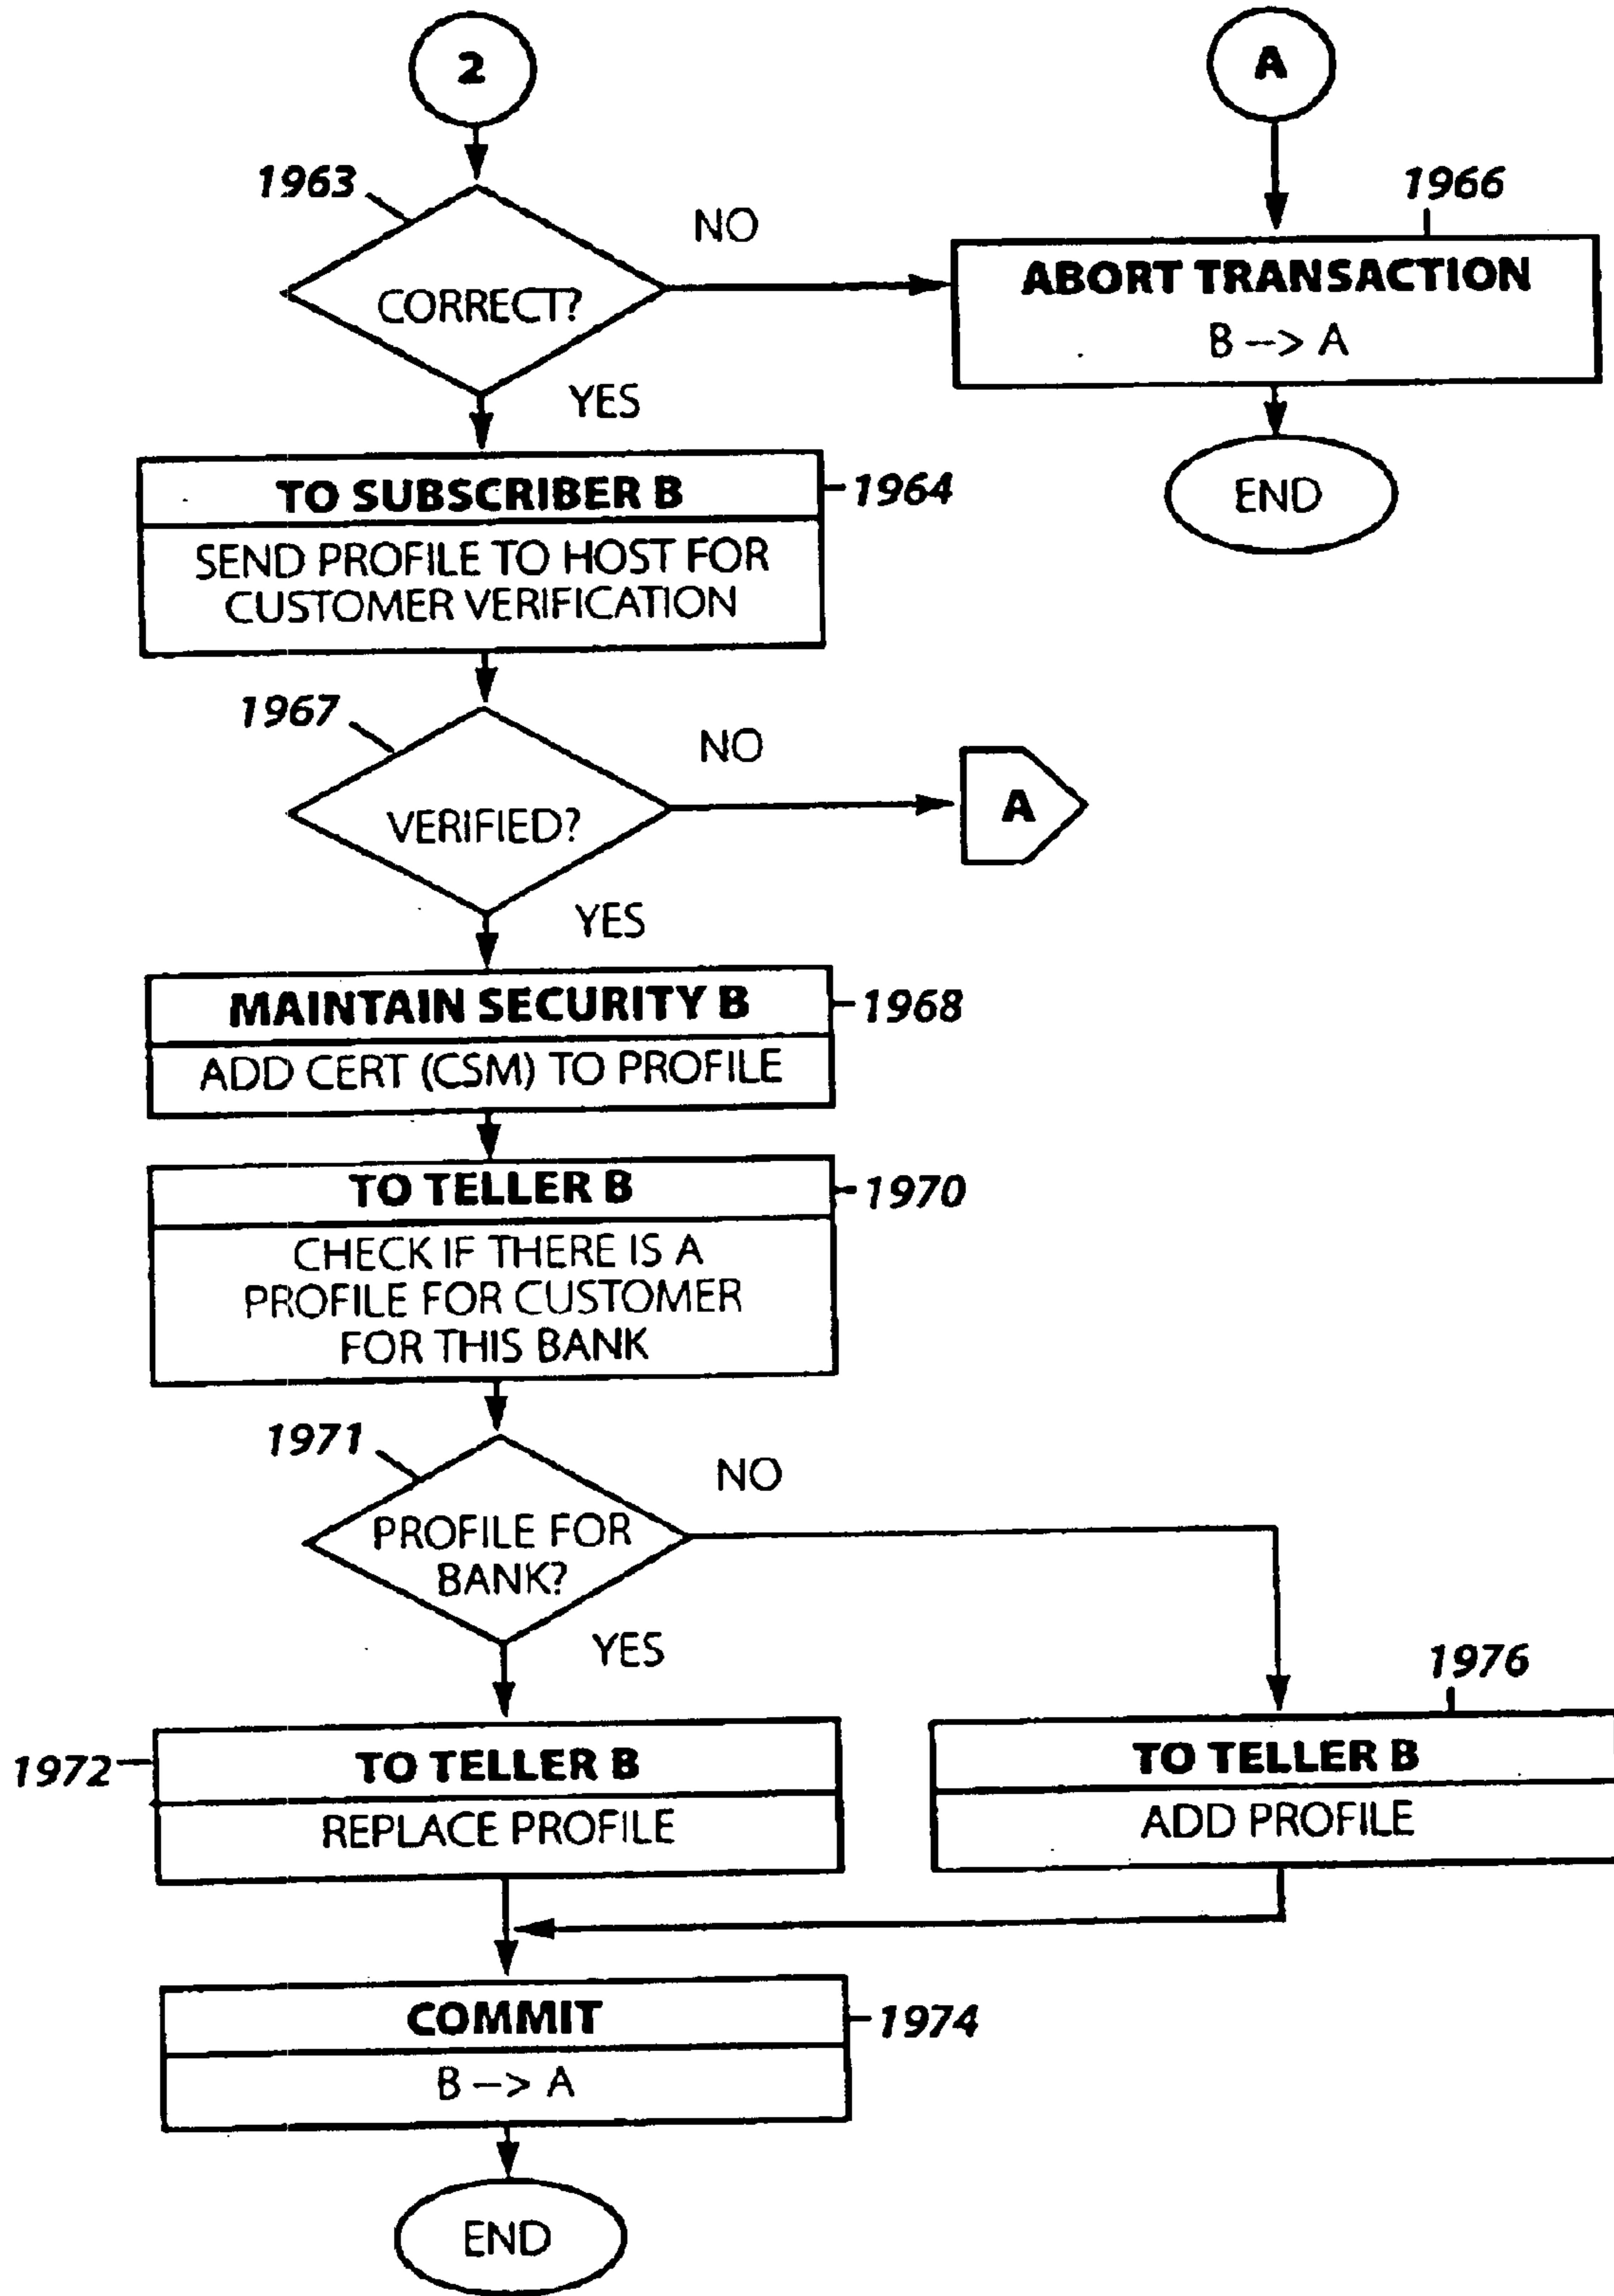 2
A
1963
NO
1966
CORRECT?
ABORT TRANSACTION
B --> A
YES
END
TO SUBSCRIBER B
1964
SEND PROFILE TO HOST FOR
CUSTOMER VERIFICATION
1967
NO
VERIFIED?
A
YES
MAINTAIN SECURITY B
1968
ADD CERT (CSM) TO PROFILE
TO TELLER B
1970
CHECK IF THERE IS A
PROFILE FOR CUSTOMER
FOR THIS BANK
1971
NO
PROFILE FOR
BANK?
YES
1976
1972
TO TELLER B
REPLACE PROFILE
TO TELLER B
ADD PROFILE
COMMIT
1974
B --> A
END